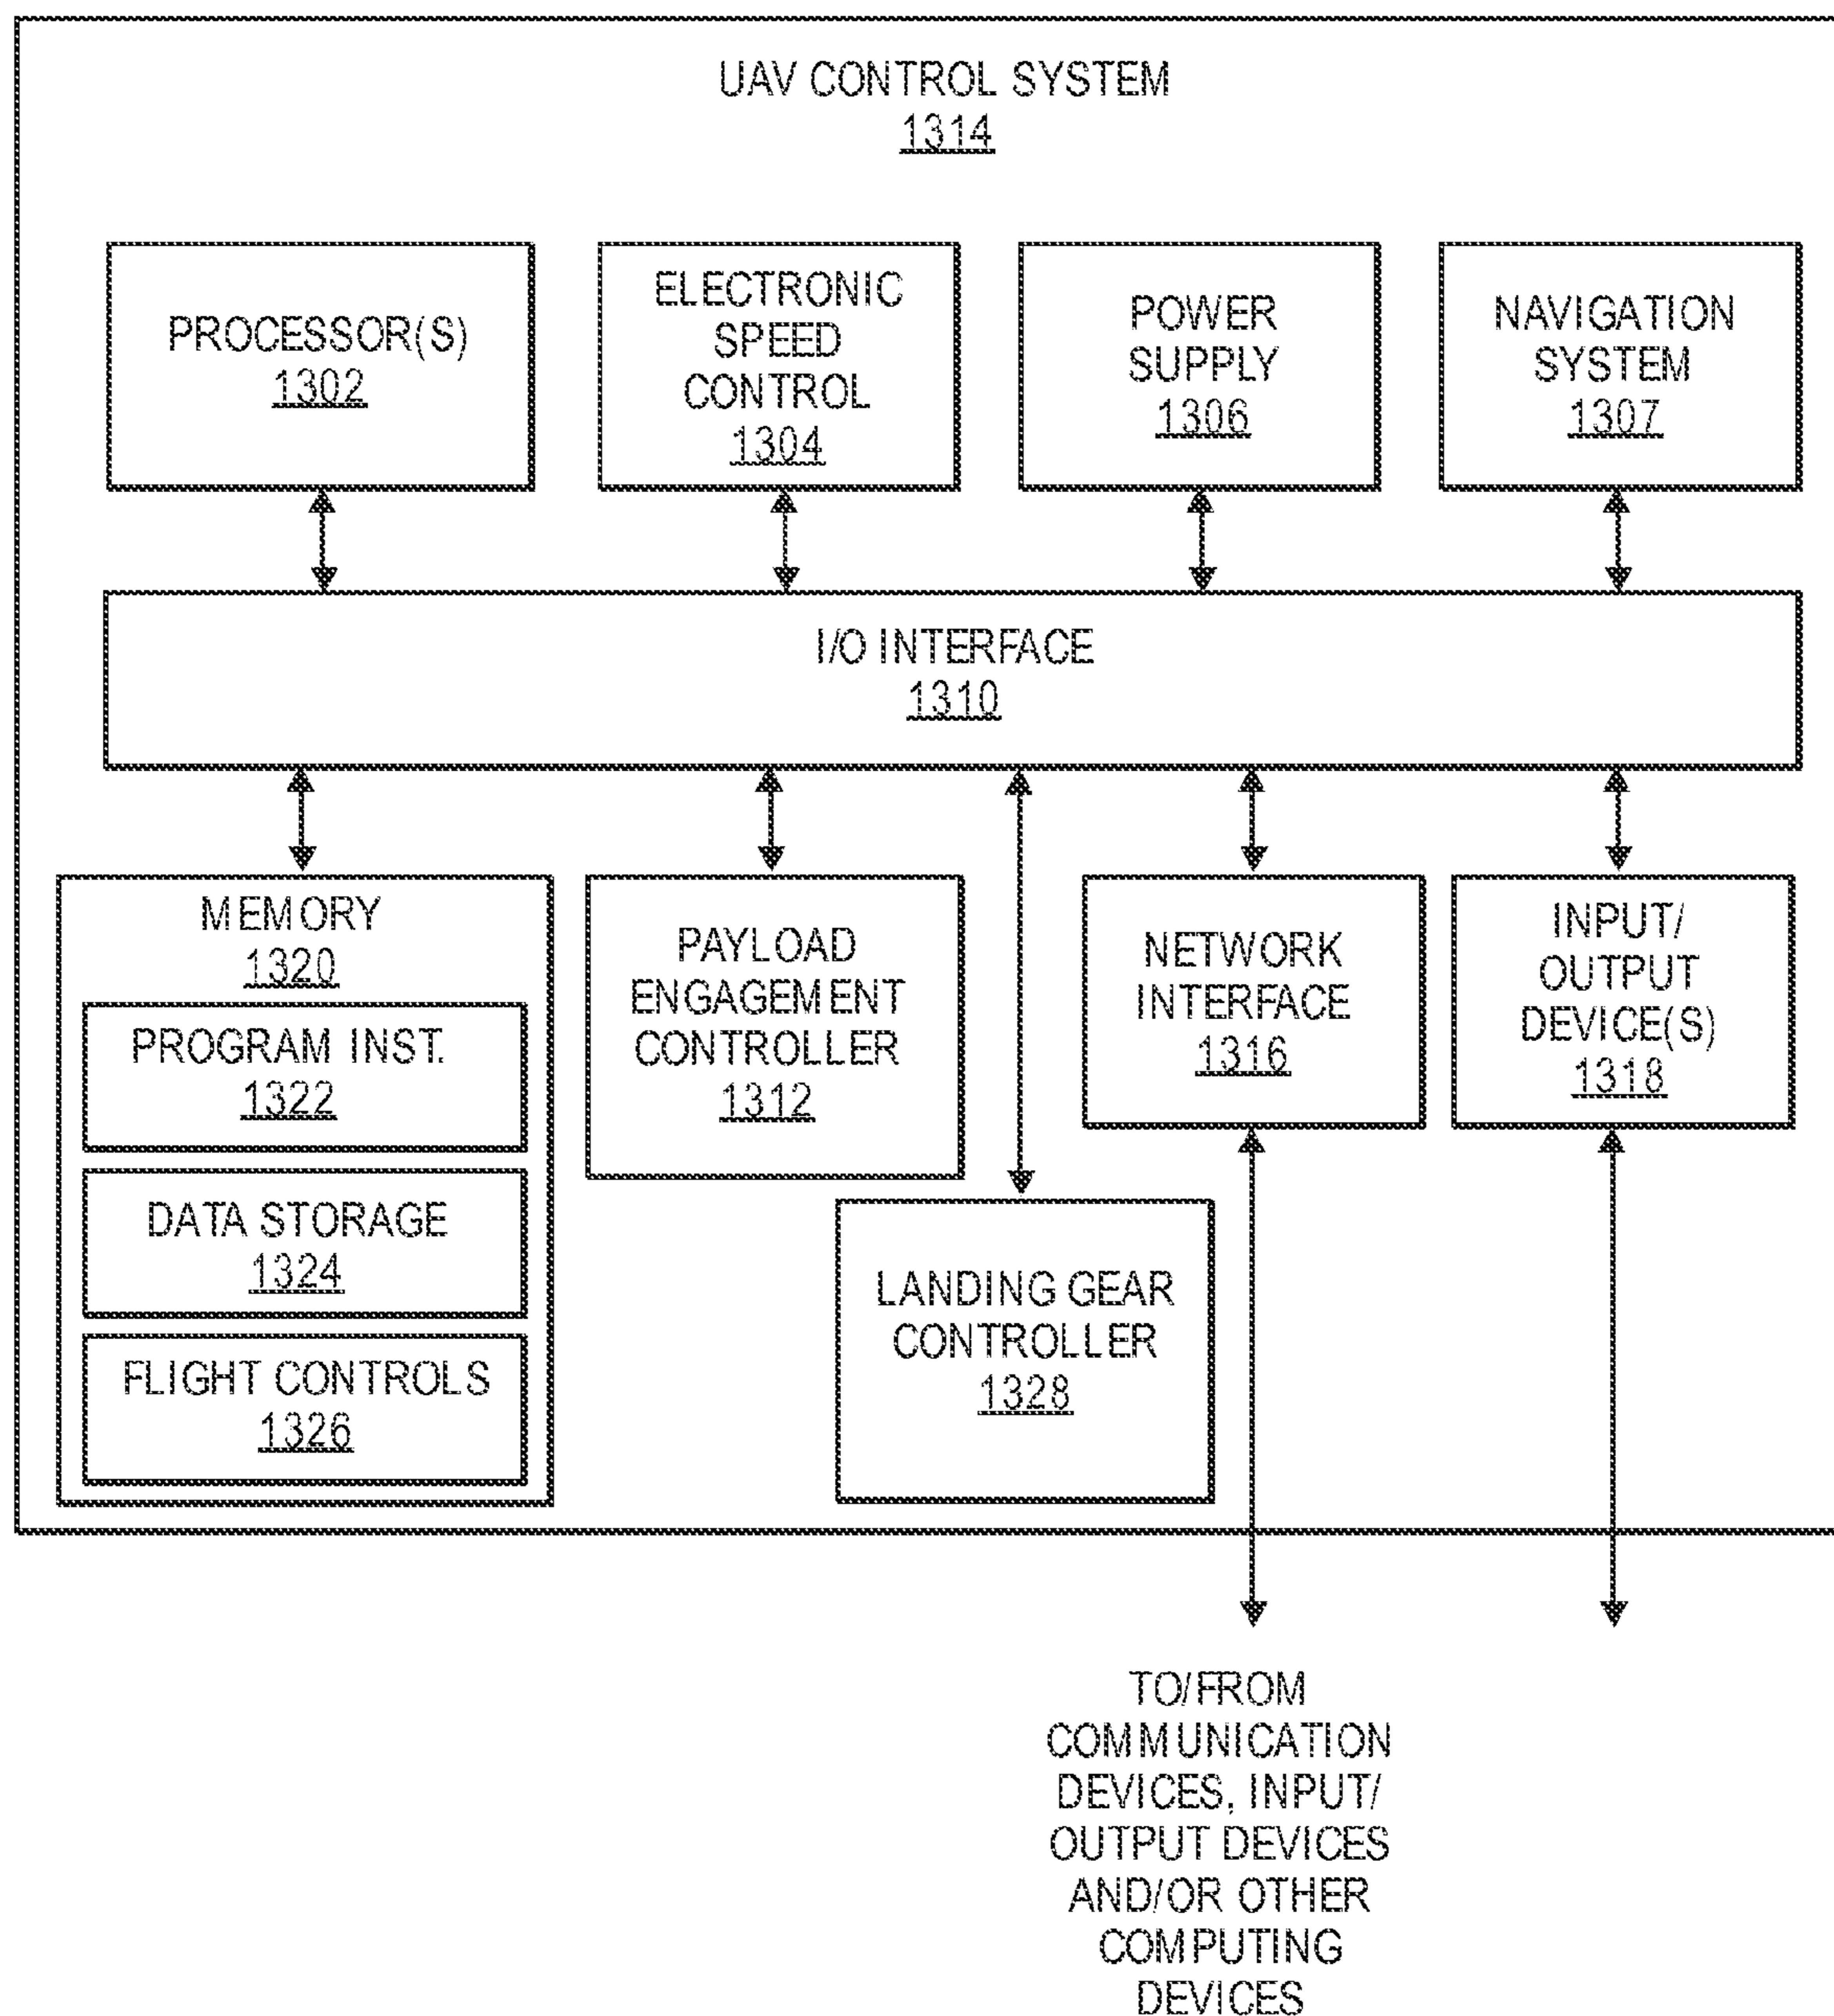 UAV CONTROL SYSTEM
1314
PROCESSOR(S)
1302
ELECTRONIC
SPEED
CONTROL
1304
POWER
SUPPLY
1306
NAVIGATION
SYSTEM
1307
I/O INTERFACE
1310
MEMORY
1320
PROGRAM INST.
1322
DATA STORAGE
1324
FLIGHT CONTROLS
1326
PAYLOAD
ENGAGEMENT
CONTROLLER
1312
LANDING GEAR
CONTROLLER
1328
NETWORK
INTERFACE
1316
INPUT/
OUTPUT
DEVICE(S)
1318
TO/FROM
COMMUNICATION
DEVICES, INPUT/
OUTPUT DEVICES
AND/OR OTHER
COMPUTING
DEVICES